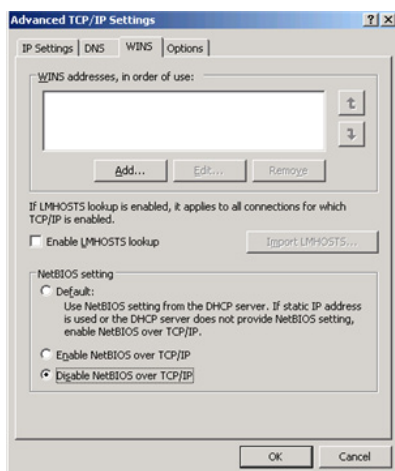 Advanced TCP/IP Settings
IP Settings DNS WINS Options
WINS addresses, in order of use:
Add... Edit... Remove
If LMHOSTS lookup is enabled, it applies to all connections for which
TCP/IP is enabled.
Enable LMHOSTS lookup Import LMHOSTS...
NetBIOS setting
Default:
Use NetBIOS setting from the DHCP server. If static IP address
is used or the DHCP server does not provide NetBIOS setting,
enable NetBIOS over TCP/IP.
Enable NetBIOS over TCP/IP
Disable NetBIOS over TCP/IP
OK Cancel